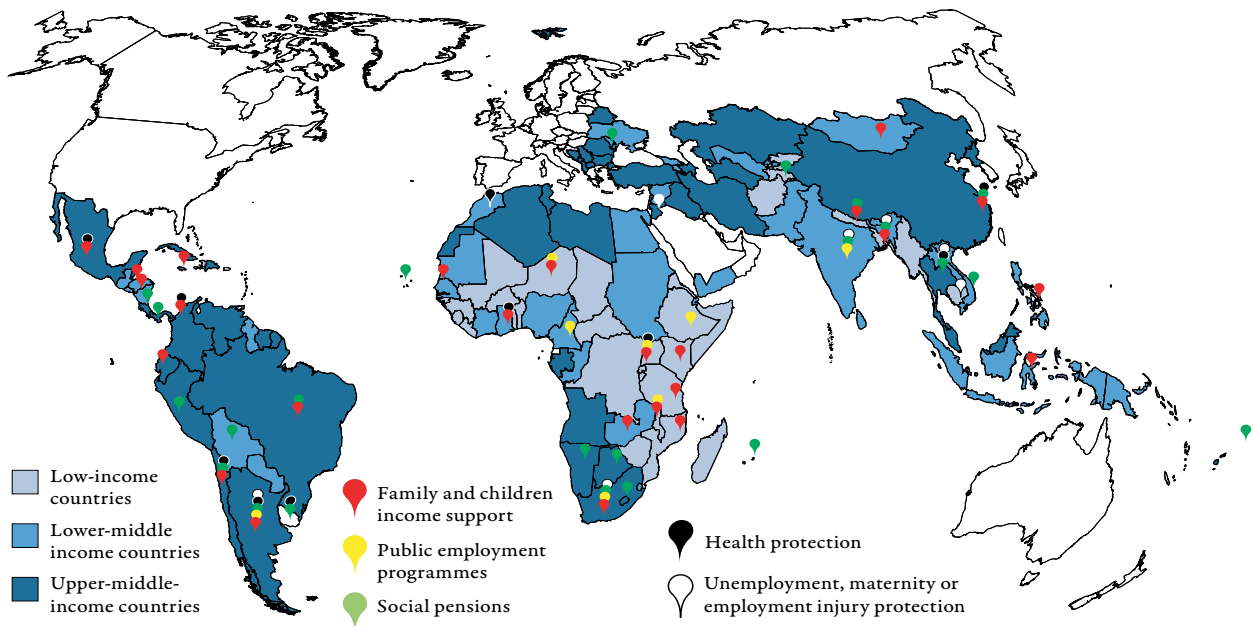 Low-income
countries
Lower-middle
income countries
Upper-middle-
income countries
Family and children
income support
Public employment
programmes
Social pensions
Health protection
Unemployment, maternity or
employment injury protection